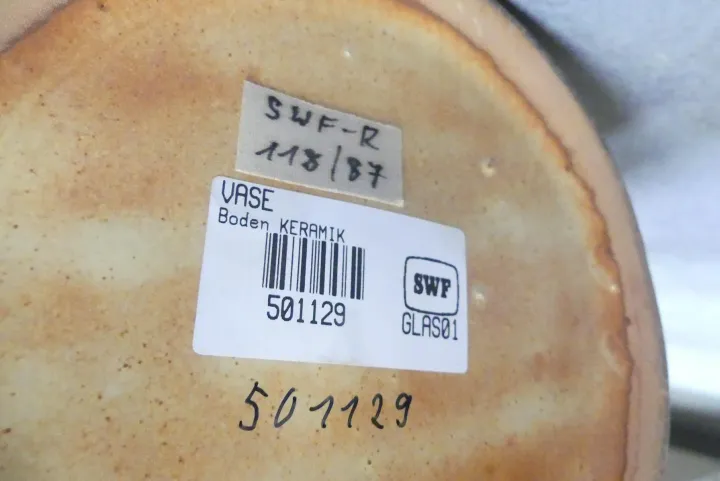 SWF-R
118/87
VASE
Boden KERAMIK
501129
SWF
GLAS01
501129